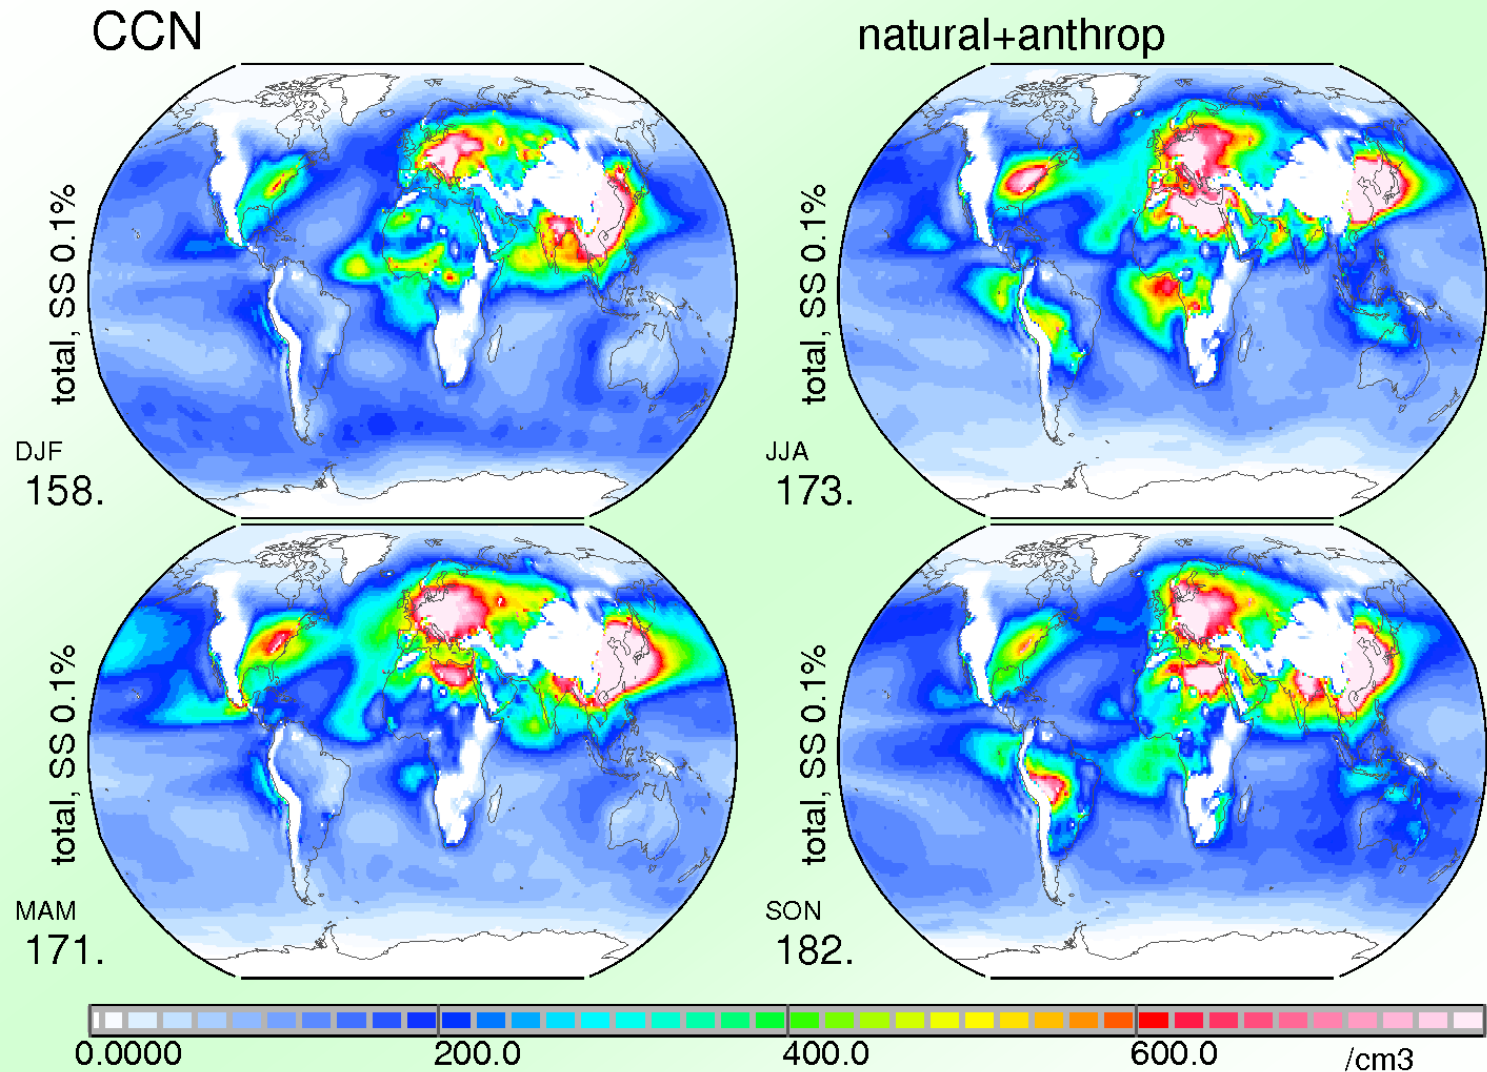 CCN
natural+anthrop
total, SS 0.1%
DJF
158.
total, SS 0.1%
JJA
173.
total, SS 0.1%
MAM
171.
total, SS 0.1%
SON
182.
0.0000 200.0 400.0 600.0 /cm3